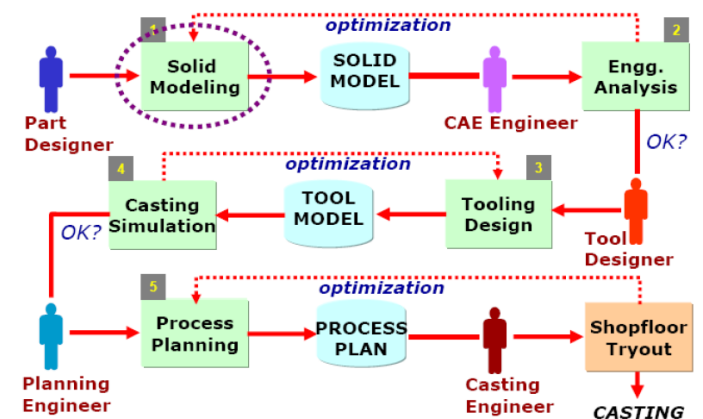 optimization
1
2
Solid
Modeling
SOLID
MODEL
Engg.
Analysis
Part
Designer
CAE Engineer
OK?
4
optimization
3
Casting
Simulation
TOOL
MODEL
Tooling
Design
OK?
Tool
Designer
5
optimization
Process
Planning
PROCESS
PLAN
Shopfloor
Tryout
Planning
Engineer
Casting
Engineer
CASTING